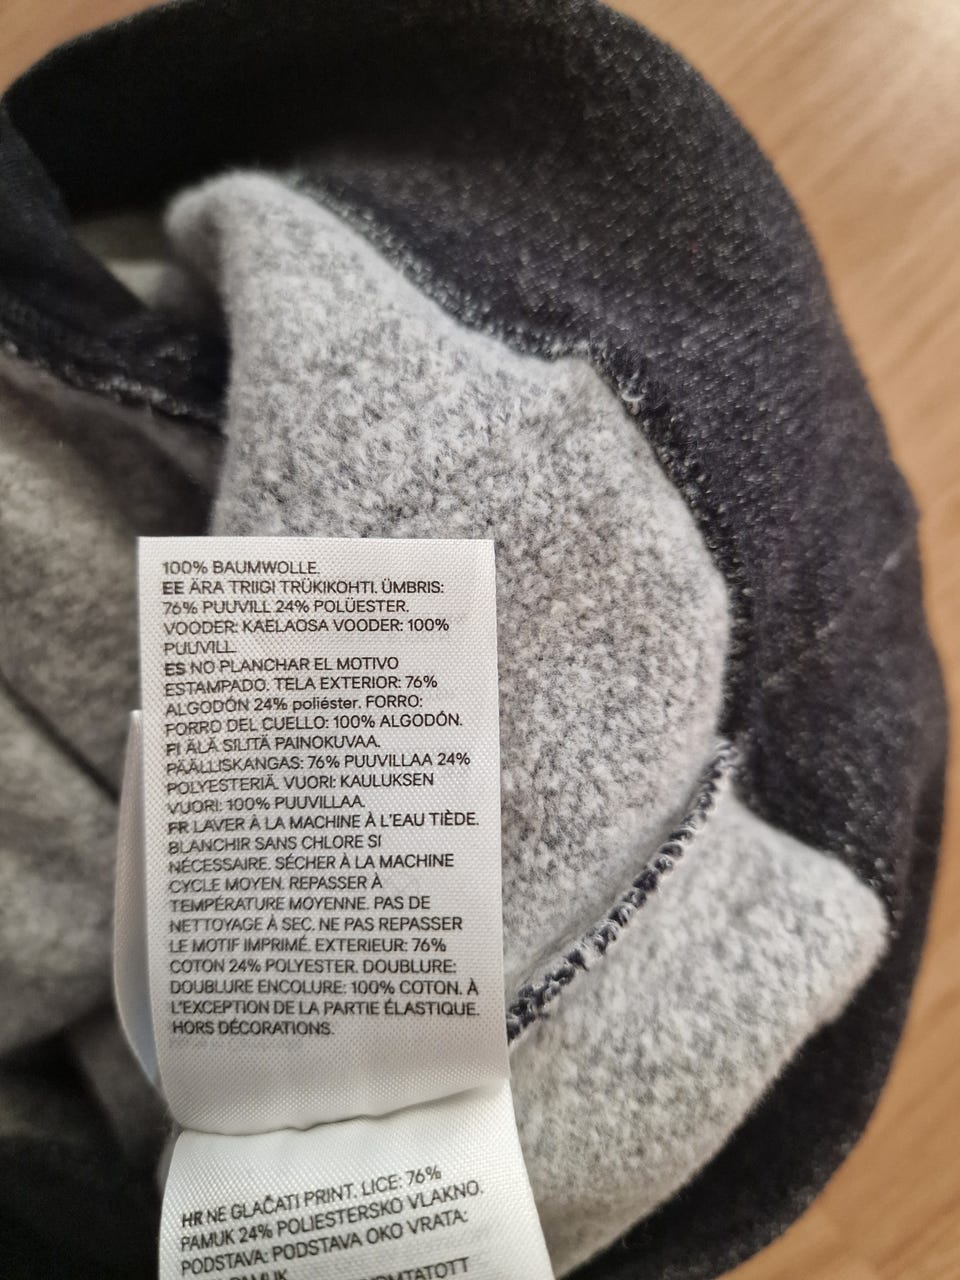 100% BAUMWOLLE.
EE ÄRA TRIIGI TRÜKIKOHTI. ÜMBRIS:
76% PUUVILL 24% POLÜESTER.
VOODER: KAELAOSA VOODER: 100%
PUUVILL.
ES NO PLANCHAR EL MOTIVO
ESTAMPADO. TELA EXTERIOR: 76%
ALGODÓN 24% poliéster. FORRO:
FORRO DEL CUELLO: 100% ALGODÓN.
FI ÄLÄ SILITÄ PAINOKUVAA.
PÄÄLLISKANGAS: 76% PUUVILLAA 24%
POLYESTERIÄ. VUORI: KAULUKSEN
VUORI: 100% PUUVILLAA.
FR LAVER À LA MACHINE À L'EAU TIÈDE.
BLANCHIR SANS CHLORE SI
NÉCESSAIRE. SÉCHER À LA MACHINE
CYCLE MOYEN. REPASSER À
TEMPÉRATURE MOYENNE. PAS DE
NETTOYAGE À SEC. NE PAS REPASSER
LE MOTIF IMPRIMÉ. EXTERIEUR: 76%
COTON 24% POLYESTER. DOUBLURE:
DOUBLURE ENCOLURE: 100% COTON. À
L'EXCEPTION DE LA PARTIE ÉLASTIQUE.
HORS DÉCORATIONS.
HR NE GLAČATI PRINT. LICE: 76%
PAMUK 24% POLIESTERSKO VLAKNO.
PODSTAVA: PODSTAVA OKO VRATA:
PAMUK.